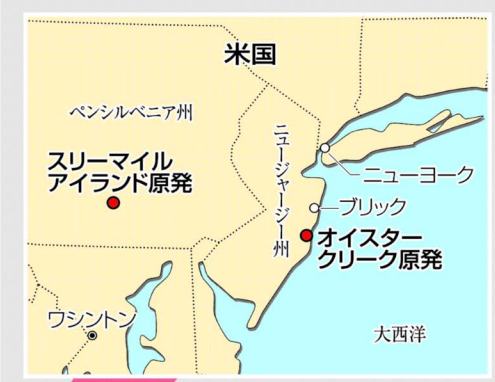 米国
ペンシルベニア州
スリーマイル
アイランド原発
ニュージャージー州
ニューヨーク
ブリック
オイスター
クリーク原発
ワシントン
大西洋